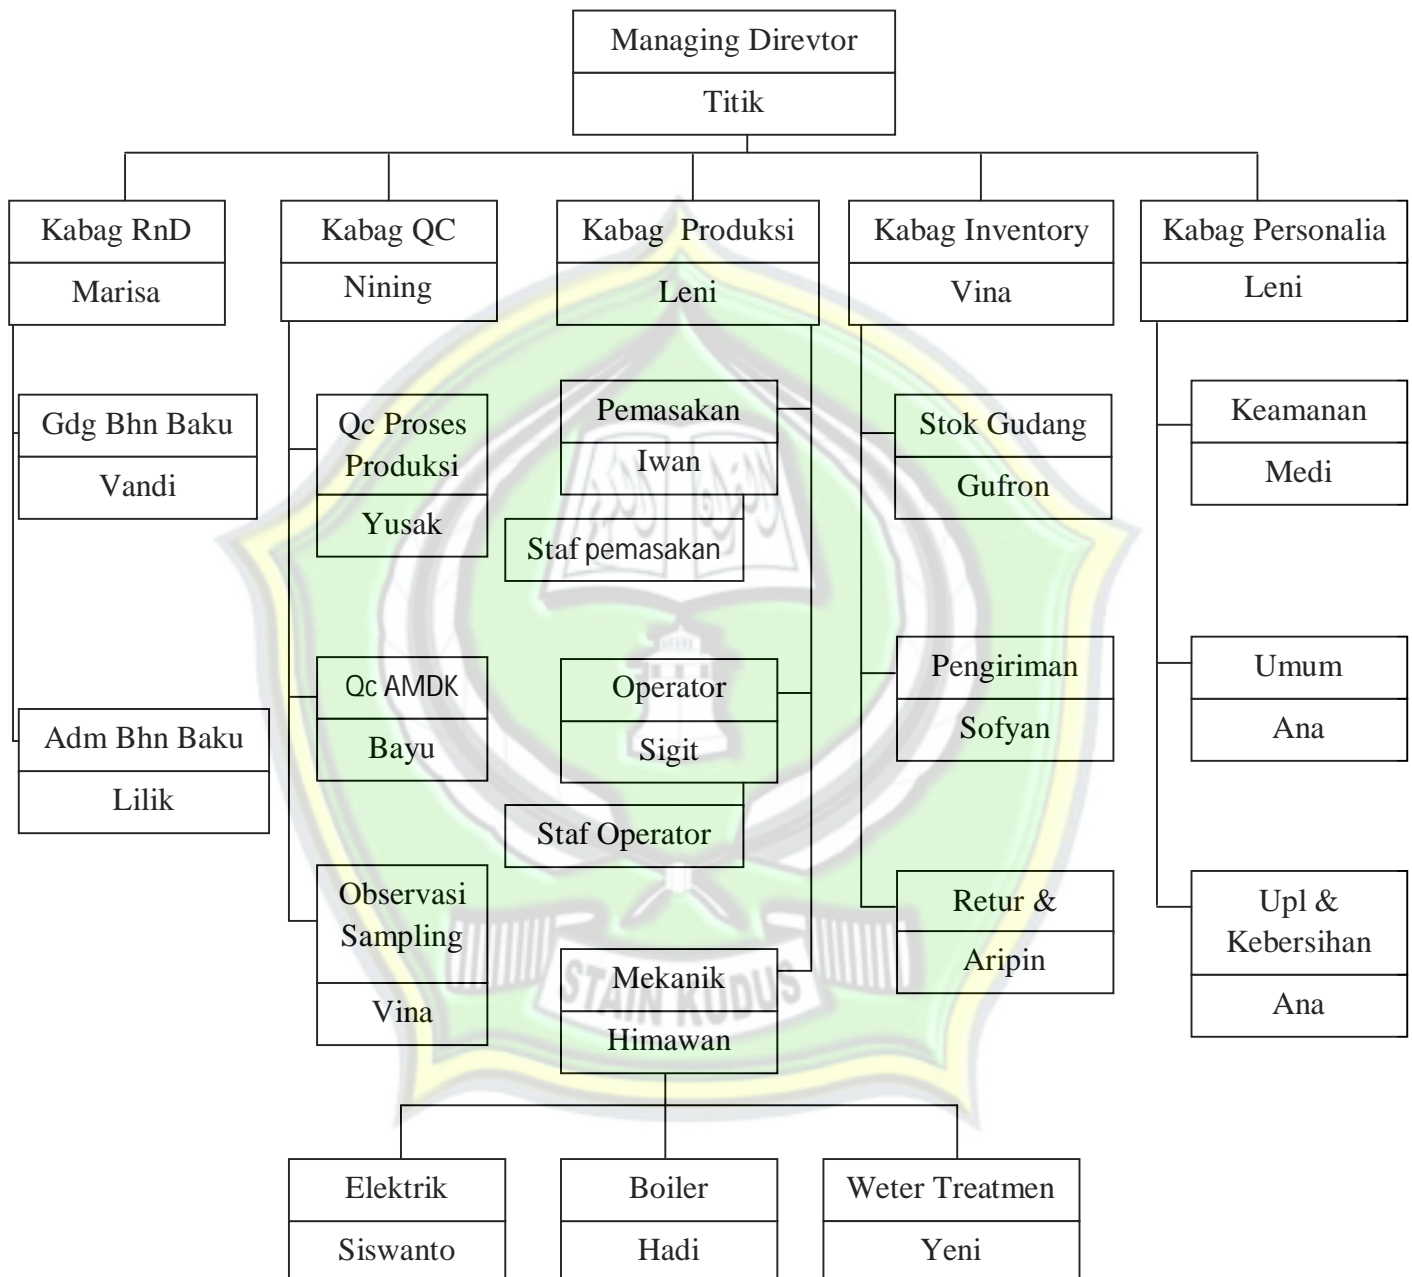 Managing Direvtor
Titik
Kabag RnD
Marisa
Kabag QC
Nining
Kabag Produksi
Leni
Kabag Inventory
Vina
Kabag Personalia
Leni
Gdg Bhn Baku
Vandi
Adm Bhn Baku
Lilik
Qc Proses
Produksi
Yusak
Qc AMDK
Bayu
Observasi
Sampling
Vina
Pemasakan
Iwan
Staf pemasakan
Operator
Sigit
Staf Operator
Mekanik
Himawan
Stok Gudang
Gufron
Pengiriman
Sofyan
Retur &
Aripin
Keamanan
Medi
Umum
Ana
Upl &
Kebersihan
Ana
Elektrik
Siswanto
Boiler
Hadi
Weter Treatmen
Yeni
STAIN KUDUS